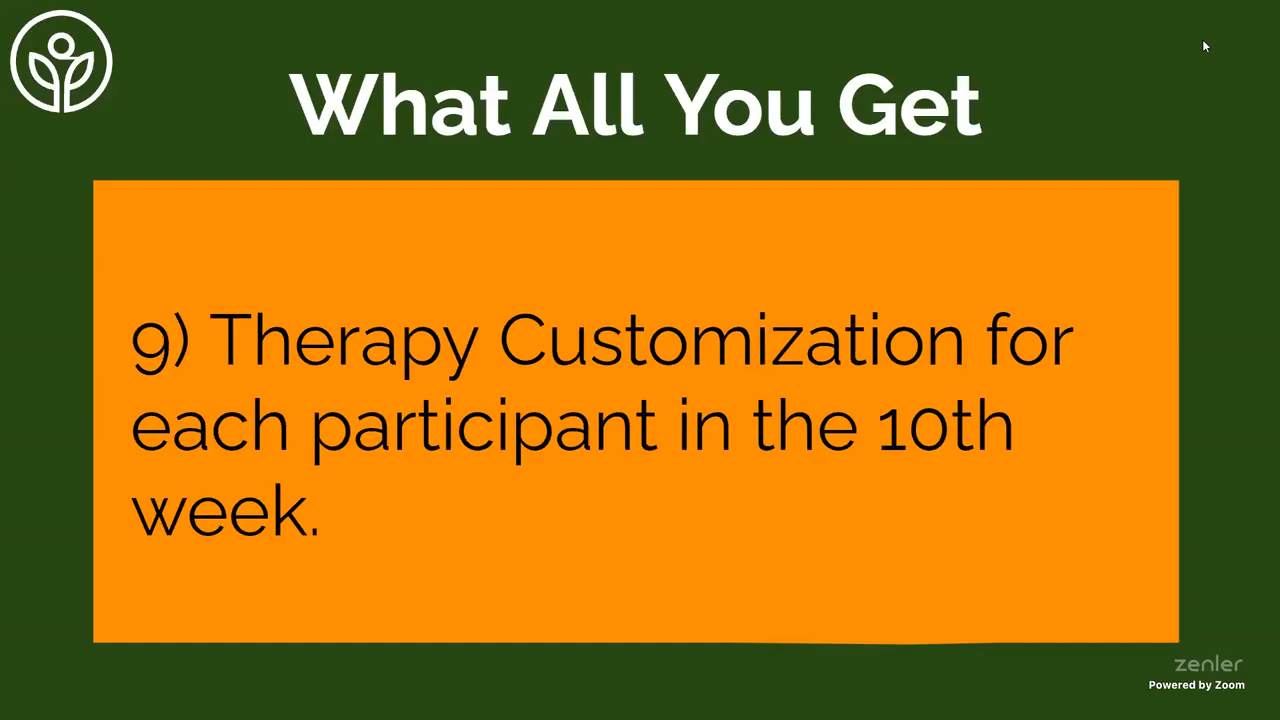 What All You Get
9) Therapy Customization for
each participant in the 10th
week.
zenler
Powered by Zoom